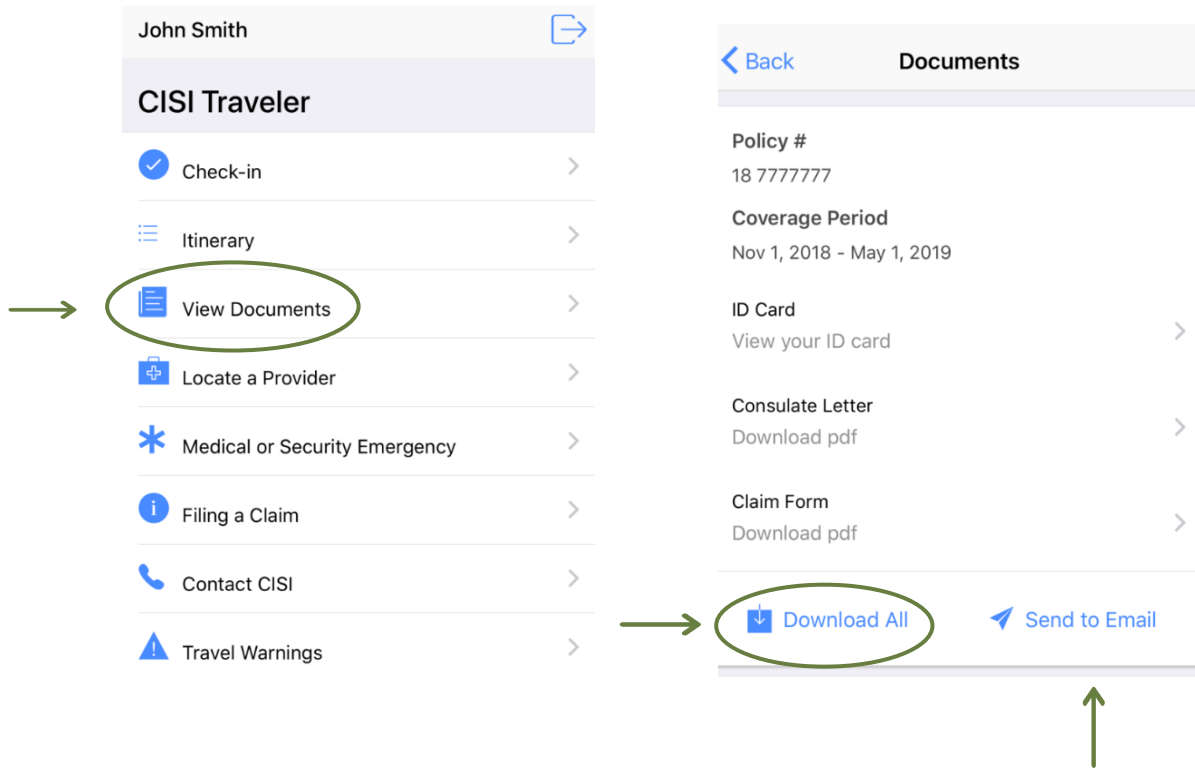 John Smith
CISI Traveler
Check-in
Itinerary
View Documents
Locate a Provider
Medical or Security Emergency
Filing a Claim
Contact CISI
Travel Warnings
Back
Documents
Policy #
18 7777777
Coverage Period
Nov 1, 2018 - May 1, 2019
ID Card
View your ID card
Consulate Letter
Download pdf
Claim Form
Download pdf
Download All
Send to Email